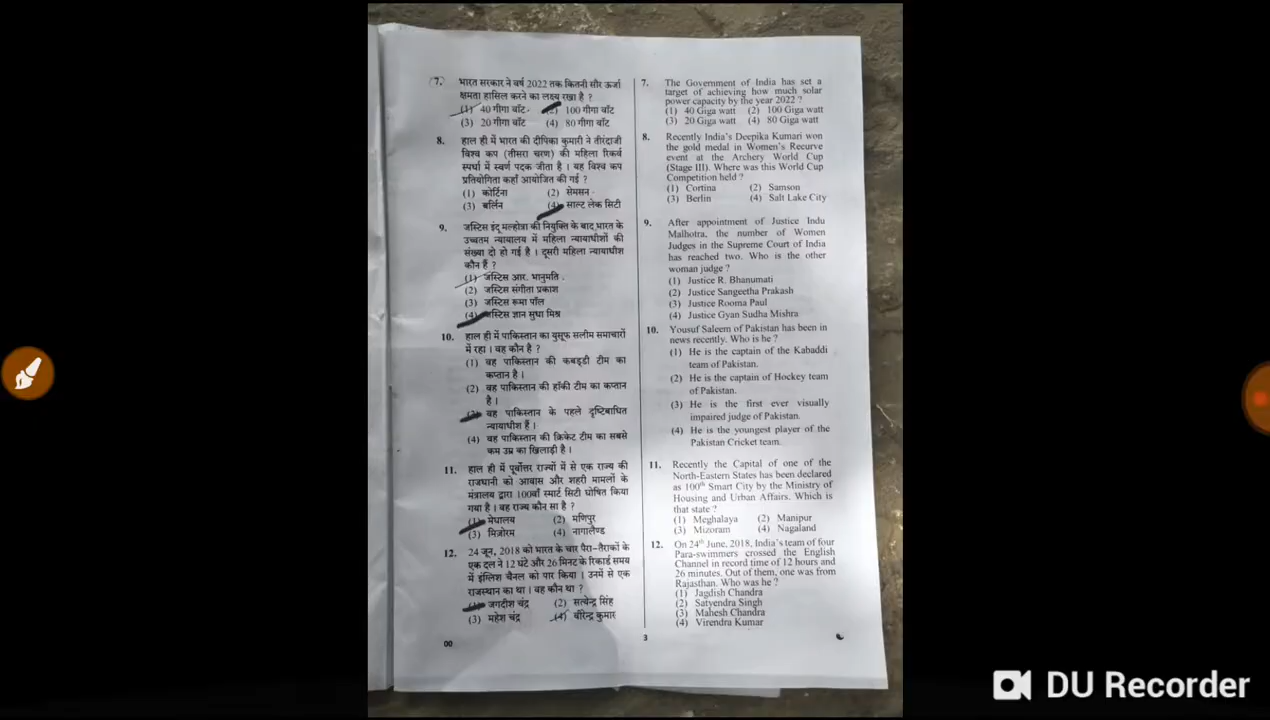 7. भारत सरकार ने वर्ष 2022 तक कितनी सौर ऊर्जा
क्षमता हासिल करने का लक्ष्य रखा है ?
(1) 40 गीगा वॉट (2) 100 गीगा वॉट
(3) 20 गीगा वॉट (4) 80 गीगा वॉट
8. हाल ही में भारत की दीपिका कुमारी ने तीरंदाजी
विश्व कप (तीसरा चरण) की महिला रिकर्व
स्पर्धा में स्वर्ण पदक जीता है । यह विश्व कप
प्रतियोगिता कहाँ आयोजित की गई ?
(1) कोर्टिना (2) सेमसन
(3) बर्लिन (4) साल्ट लेक सिटी
9. जस्टिस इंदू मल्होत्रा की नियुक्ति के बाद भारत के
उच्चतम न्यायालय में महिला न्यायाधीशों की
संख्या दो हो गई है । दूसरी महिला न्यायाधीश
कौन हैं ?
(1) जस्टिस आर. भानुमति
(2) जस्टिस संगीता प्रकाश
(3) जस्टिस रूमा पॉल
(4) जस्टिस ज्ञान सुधा मिश्र
10. हाल ही में पाकिस्तान का युसूफ सलीम समाचारों
में रहा । वह कौन है ?
(1) वह पाकिस्तान की कबड्डी टीम का
कप्तान है ।
(2) वह पाकिस्तान की हॉकी टीम का कप्तान
है ।
(3) वह पाकिस्तान के पहले दृष्टिबाधित
न्यायाधीश हैं ।
(4) वह पाकिस्तान की क्रिकेट टीम का सबसे
कम उम्र का खिलाड़ी है ।
11. हाल ही में पूर्वोत्तर राज्यों में से एक राज्य की
राजधानी को आवास और शहरी मामलों के
मंत्रालय द्वारा 100वाँ स्मार्ट सिटी घोषित किया
गया है । वह राज्य कौन सा है ?
(1) मेघालय (2) मणिपुर
(3) मिज़ोरम (4) नागालैण्ड
12. 24 जून, 2018 को भारत के चार पैरा-तैराकों के
एक दल ने 12 घंटे और 26 मिनट के रिकार्ड समय
में इंग्लिश चैनल को पार किया । उनमें से एक
राजस्थान का था । वह कौन था ?
(1) जगदीश चंद्र (2) सत्येन्द्र सिंह
(3) महेश चंद्र (4) वीरेन्द्र कुमार
00
7. The Government of India has set a
target of achieving how much solar
power capacity by the year 2022 ?
(1) 40 Giga watt (2) 100 Giga watt
(3) 20 Giga watt (4) 80 Giga watt
8. Recently India's Deepika Kumari won
the gold medal in Women's Recurve
event at the Archery World Cup
(Stage III). Where was this World Cup
Competition held ?
(1) Cortina (2) Samson
(3) Berlin (4) Salt Lake City
9. After appointment of Justice Indu
Malhotra, the number of Women
Judges in the Supreme Court of India
has reached two. Who is the other
woman judge ?
(1) Justice R. Bhanumati
(2) Justice Sangeetha Prakash
(3) Justice Rooma Paul
(4) Justice Gyan Sudha Mishra
10. Yousuf Saleem of Pakistan has been in
news recently. Who is he ?
(1) He is the captain of the Kabaddi
team of Pakistan.
(2) He is the captain of Hockey team
of Pakistan.
(3) He is the first ever visually
impaired judge of Pakistan.
(4) He is the youngest player of the
Pakistan Cricket team.
11. Recently the Capital of one of the
North-Eastern States has been declared
as 100th Smart City by the Ministry of
Housing and Urban Affairs. Which is
that state ?
(1) Meghalaya (2) Manipur
(3) Mizoram (4) Nagaland
12. On 24th June, 2018, India's team of four
Para-swimmers crossed the English
Channel in record time of 12 hours and
26 minutes. Out of them, one was from
Rajasthan. Who was he ?
(1) Jagdish Chandra
(2) Satyendra Singh
(3) Mahesh Chandra
(4) Virendra Kumar
3
DU Recorder